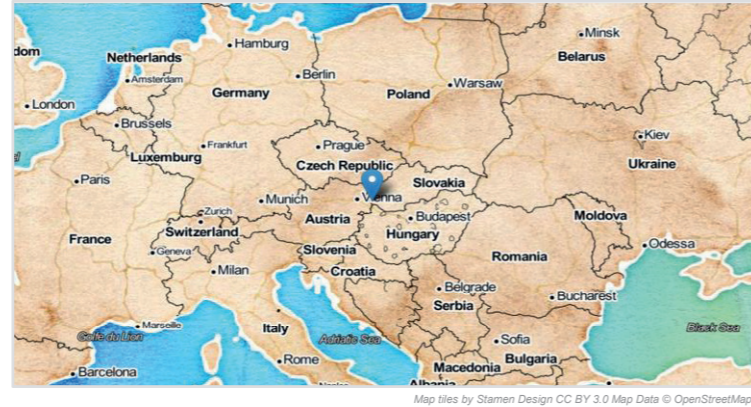 Minsk
Hamburg
dom
Netherlands
Belarus
Amsterdam
Berlin
Warsaw
Germany
Poland
London
Brussels
Kiev
Frankfurt
Prague
Luxemburg
Czech Republic
Ukraine
Paris
Slovakia
Munich
Vienna
Zurich
Austria
Budapest
Moldova
Switzerland
Hungary
France
Odessa
Geneva
Slovenia
Romania
Milan
Croatia
Belgrade
Bucharest
Serbia
Marseille
Italy
Black Sea
Golfe du Lion
Adriatic Sea
Sofia
Rome
Bulgaria
Macedonia
Barcelona
Albania
Naples
Map tiles by Stamen Design CC BY 3.0 Map Data © OpenStreetMap